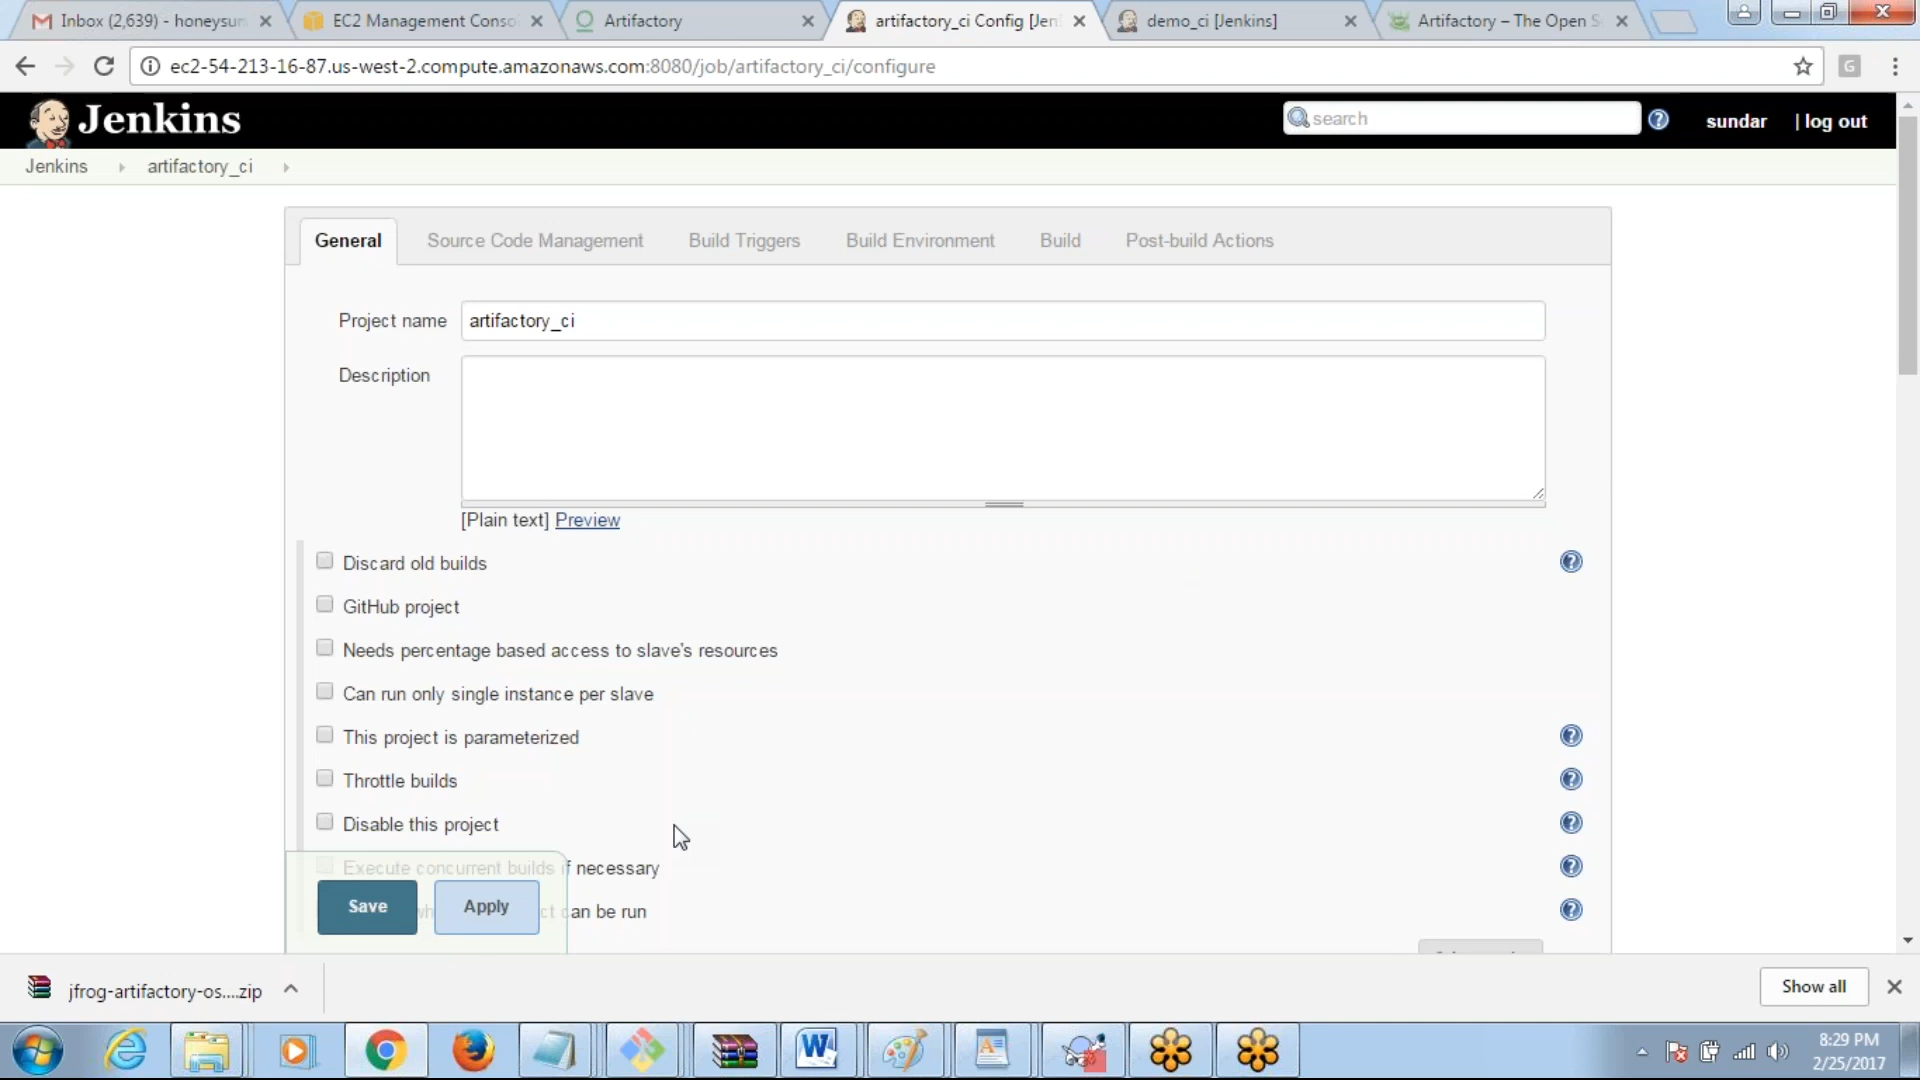 Inbox (2,639) - honeysun
EC2 Management Conso
Artifactory
artifactory_ci Config [Jen
demo_ci [Jenkins]
Artifactory – The Open S
ec2-54-213-16-87.us-west-2.compute.amazonaws.com:8080/job/artifactory_ci/configure
Jenkins
search
sundar
| log out
Jenkins
artifactory_ci
General
Source Code Management
Build Triggers
Build Environment
Build
Post-build Actions
Project name
artifactory_ci
Description
[Plain text] Preview
Discard old builds
GitHub project
Needs percentage based access to slave's resources
Can run only single instance per slave
This project is parameterized
Throttle builds
Disable this project
Execute concurrent builds if necessary
can be run
Save
Apply
jfrog-artifactory-os....zip
Show all
8:29 PM
2/25/2017